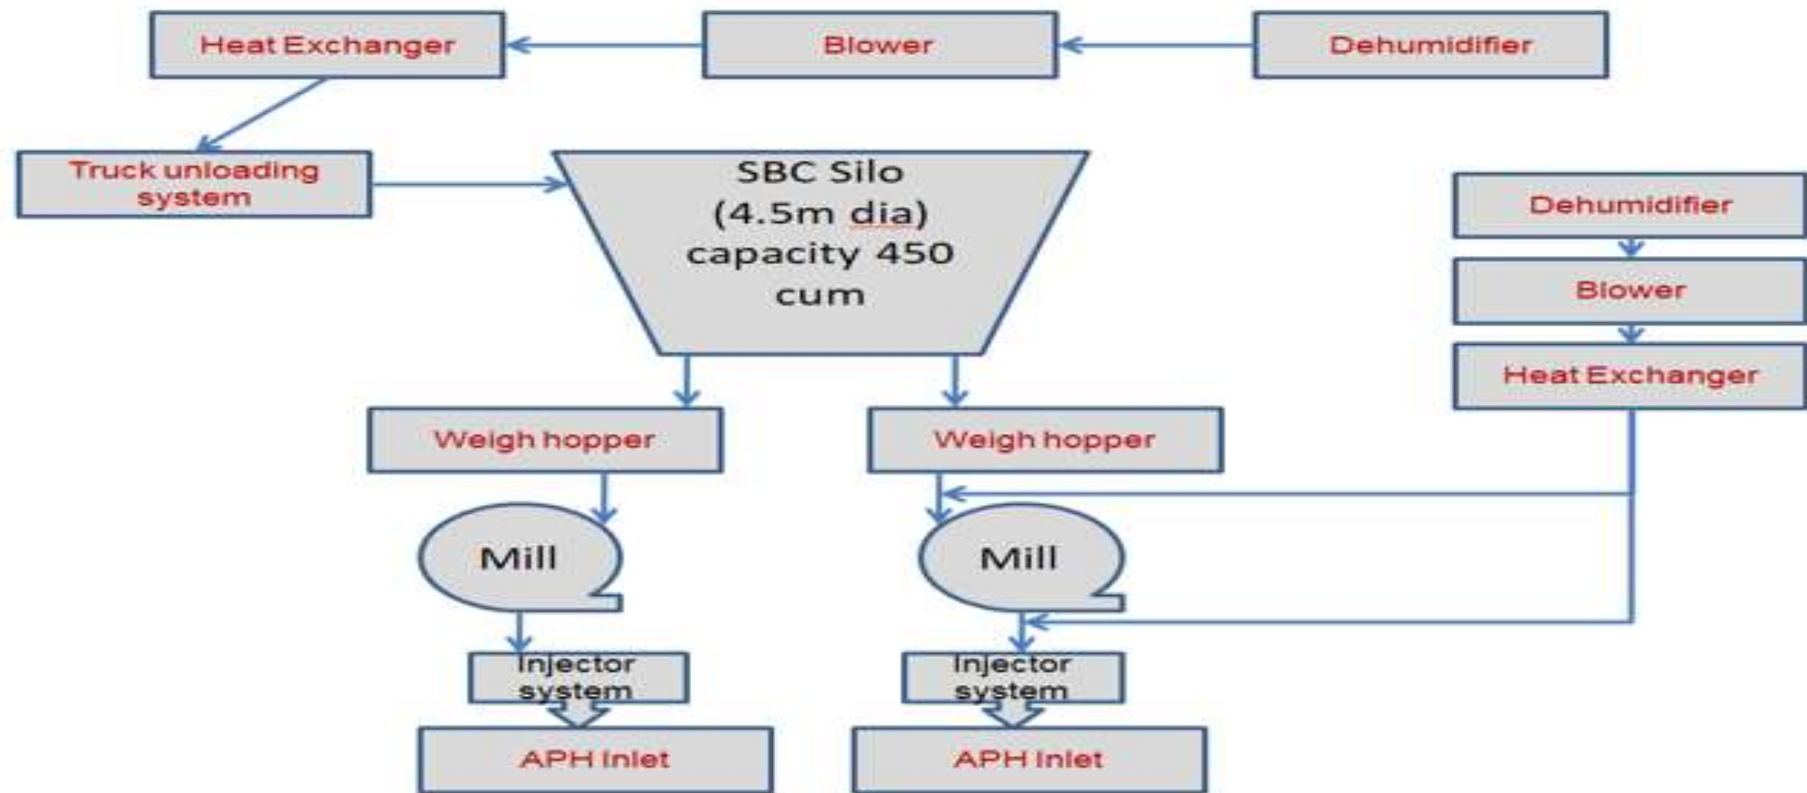 Heat Exchanger
Blower
Dehumidifier
Truck unloading
system
SBC Silo
(4.5m dia)
capacity 450
cum
Dehumidifier
Blower
Heat Exchanger
Weigh hopper
Weigh hopper
Mill
Mill
Injector
system
Injector
system
APH Inlet
APH Inlet